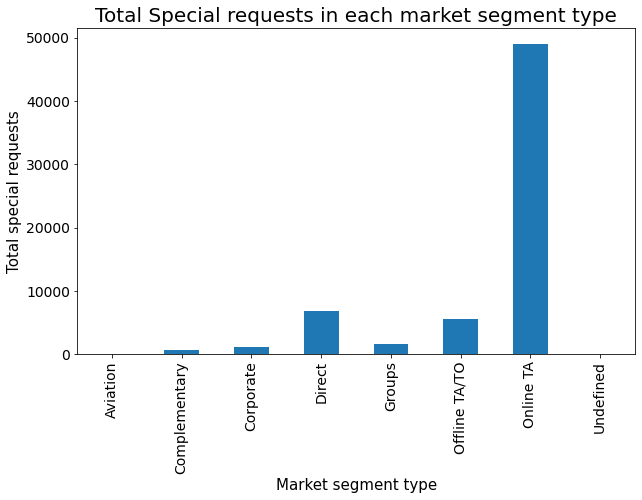 Total Special requests in each market segment type
50000
40000
30000
20000
10000
0
Total special requests
Aviation
Complementary
Corporate
Direct
Groups
Offline TA/TO
Online TA
Undefined
Market segment type